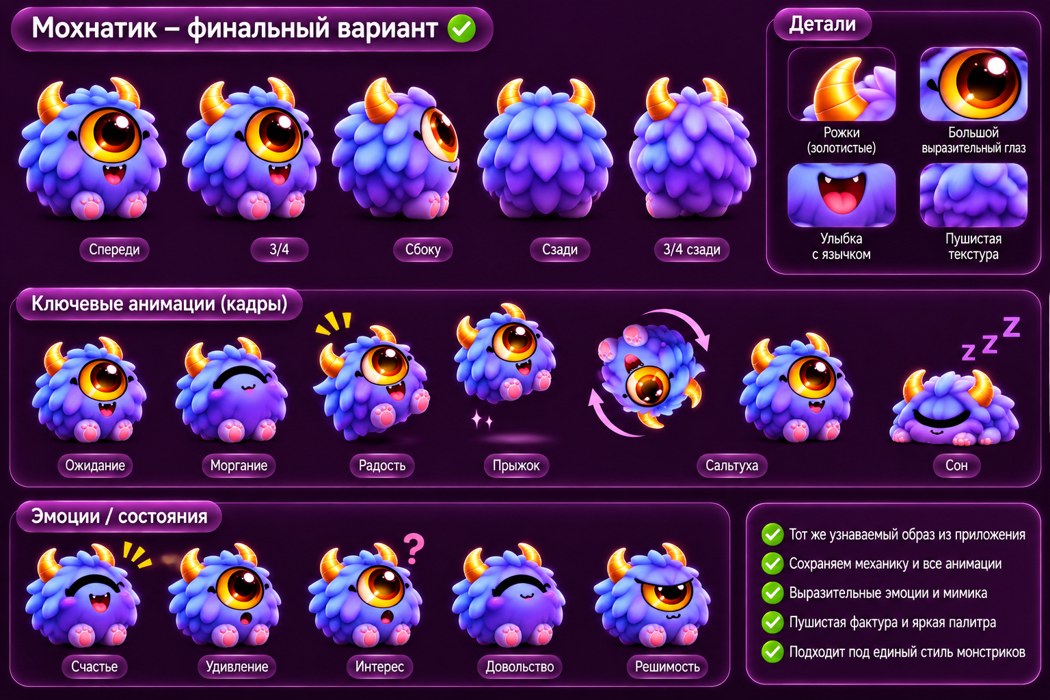 Мохнатик – финальный вариант
Спереди
3/4
Сбоку
Сзади
3/4 сзади
Детали
Рожки
(золотистые)
Большой
выразительный глаз
Улыбка
с язычком
Пушистая
текстура
Ключевые анимации (кадры)
z z z
Ожидание
Моргание
Радость
Прыжок
Сальтуха
Сон
Эмоции / состояния
?
Счастье
Удивление
Интерес
Довольство
Решимость
Тот же узнаваемый образ из приложения
Сохраняем механику и все анимации
Выразительные эмоции и мимика
Пушистая фактура и яркая палитра
Подходит под единый стиль монстриков